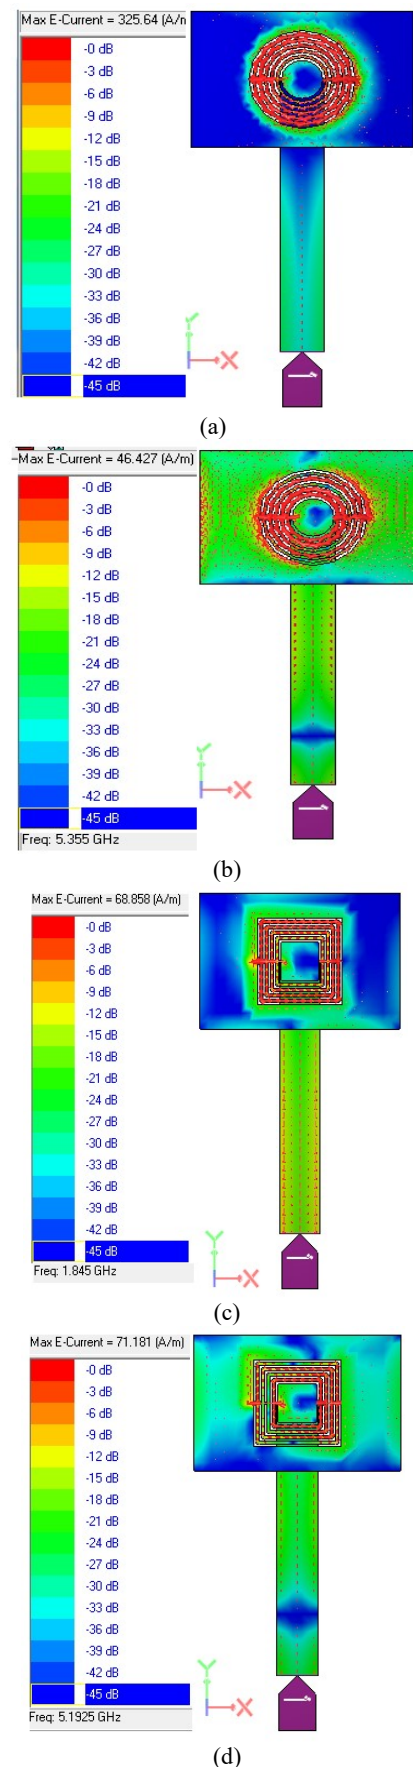 Max E-Current = 325.64 (A/m)
-0 dB
-3 dB
-6 dB
-9 dB
-12 dB
-15 dB
-18 dB
-21 dB
-24 dB
-27 dB
-30 dB
-33 dB
-36 dB
-39 dB
-42 dB
-45 dB
Y
X
(a)
Max E-Current = 46.427 (A/m)
-0 dB
-3 dB
-6 dB
-9 dB
-12 dB
-15 dB
-18 dB
-21 dB
-24 dB
-27 dB
-30 dB
-33 dB
-36 dB
-39 dB
-42 dB
-45 dB
Freq: 5.355 GHz
Y
X
(b)
Max E-Current = 68.858 (A/m)
-0 dB
-3 dB
-6 dB
-9 dB
-12 dB
-15 dB
-18 dB
-21 dB
-24 dB
-27 dB
-30 dB
-33 dB
-36 dB
-39 dB
-42 dB
-45 dB
Freq: 1.845 GHz
Y
X
(c)
Max E-Current = 71.181 (A/m)
-0 dB
-3 dB
-6 dB
-9 dB
-12 dB
-15 dB
-18 dB
-21 dB
-24 dB
-27 dB
-30 dB
-33 dB
-36 dB
-39 dB
-42 dB
-45 dB
Freq: 5.1925 GHz
Y
X
(d)